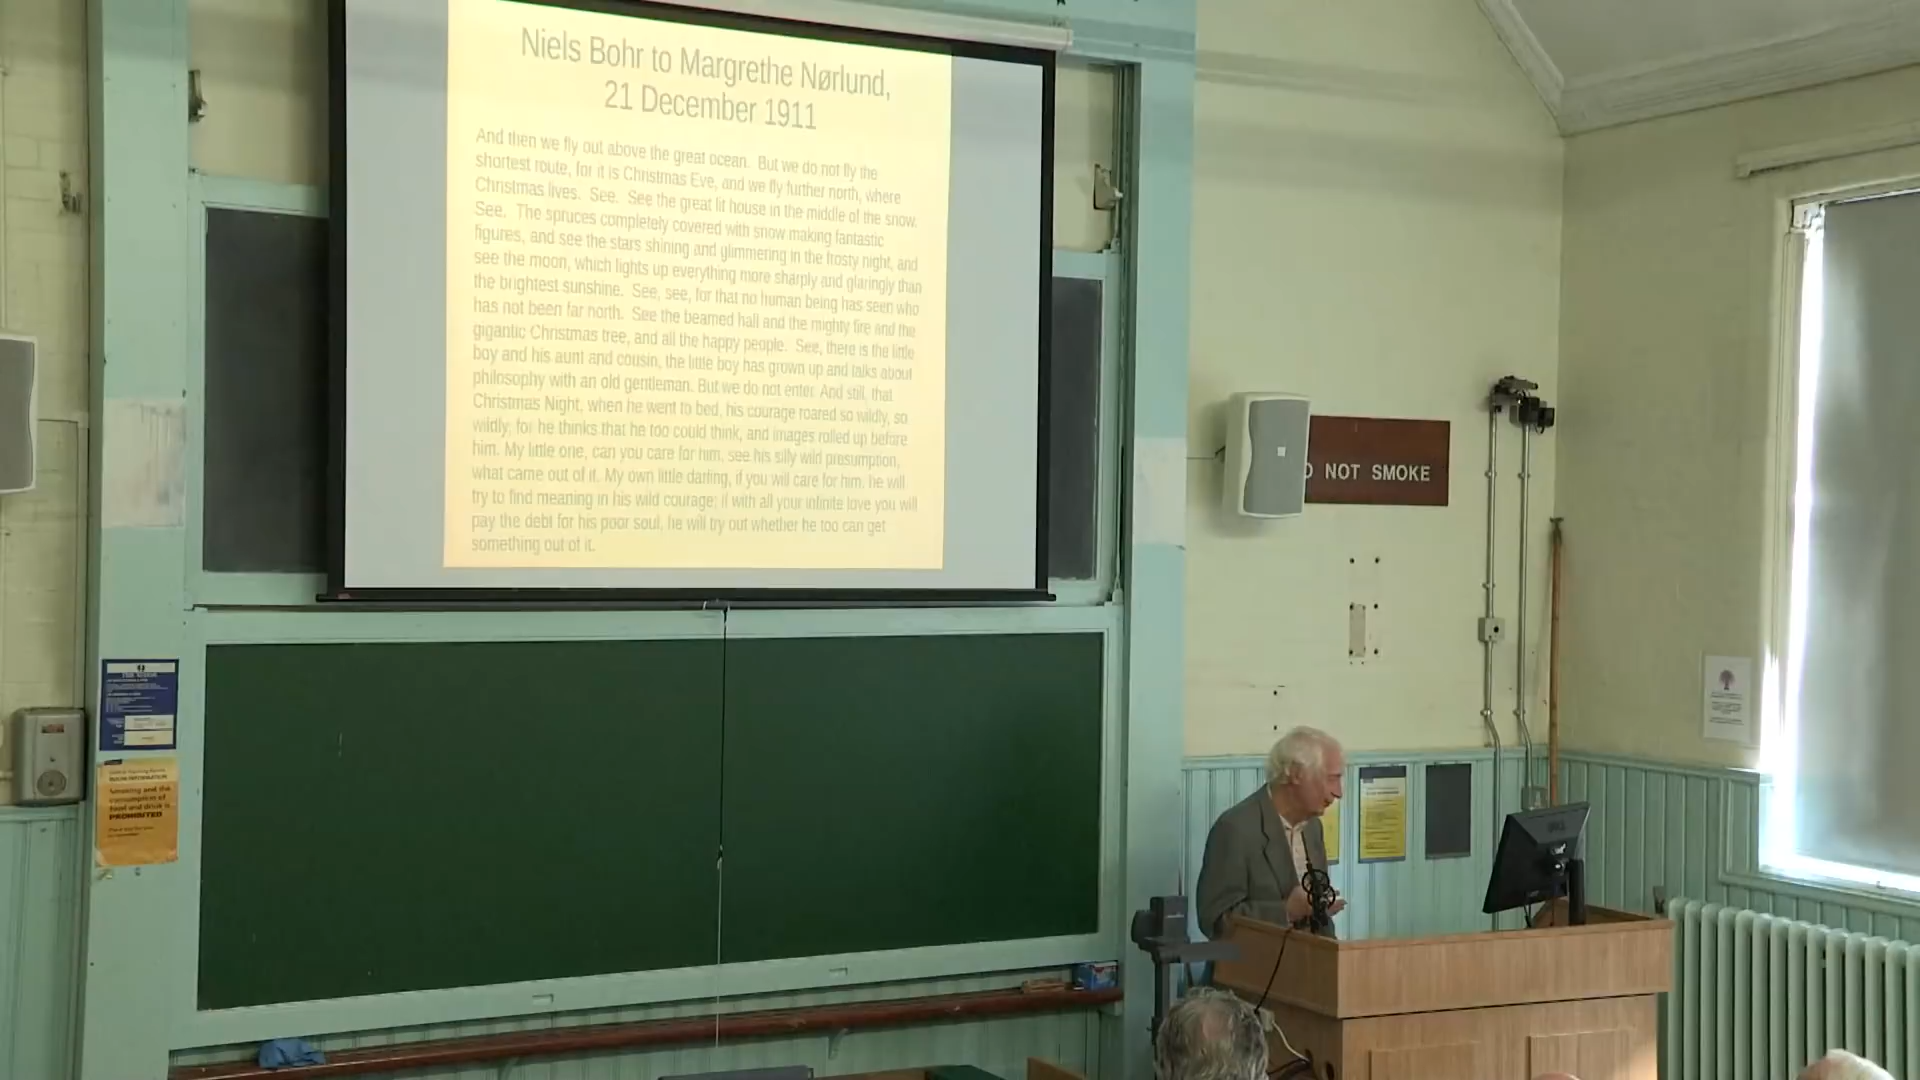 Niels Bohr to Margrethe Nørlund,
21 December 1911
And then we fly out above the great ocean. But we do not fly the
shortest route, for it is Christmas Eve, and we fly further north, where
Christmas lives. See. See the great lit house in the middle of the snow.
See. The spruces completely covered with snow making fantastic
figures, and see the stars shining and glimmering in the frosty night, and
see the moon, which lights up everything more sharply and glaringly than
the brightest sunshine. See, see, for that no human being has seen who
has not been far north. See the beamed hall and the mighty fire and the
gigantic Christmas tree, and all the happy people. See, there is the little
boy and his aunt and cousin, the little boy has grown up and talks about
philosophy with an old gentleman. But we do not enter. And still, that
Christmas Night, when he went to bed, his courage roared so wildly, so
wildly, for he thinks that he too could think, and images rolled up before
him. My little one, can you care for him, see his silly wild presumption,
what came out of it. My own little darling, if you will care for him, he will
try to find meaning in his wild courage; if with all your infinite love you will
pay the debt for his poor soul, he will try out whether he too can get
something out of it.
O NOT SMOKE
Smoking and the
consumption of
food and drink is
PROHIBITED